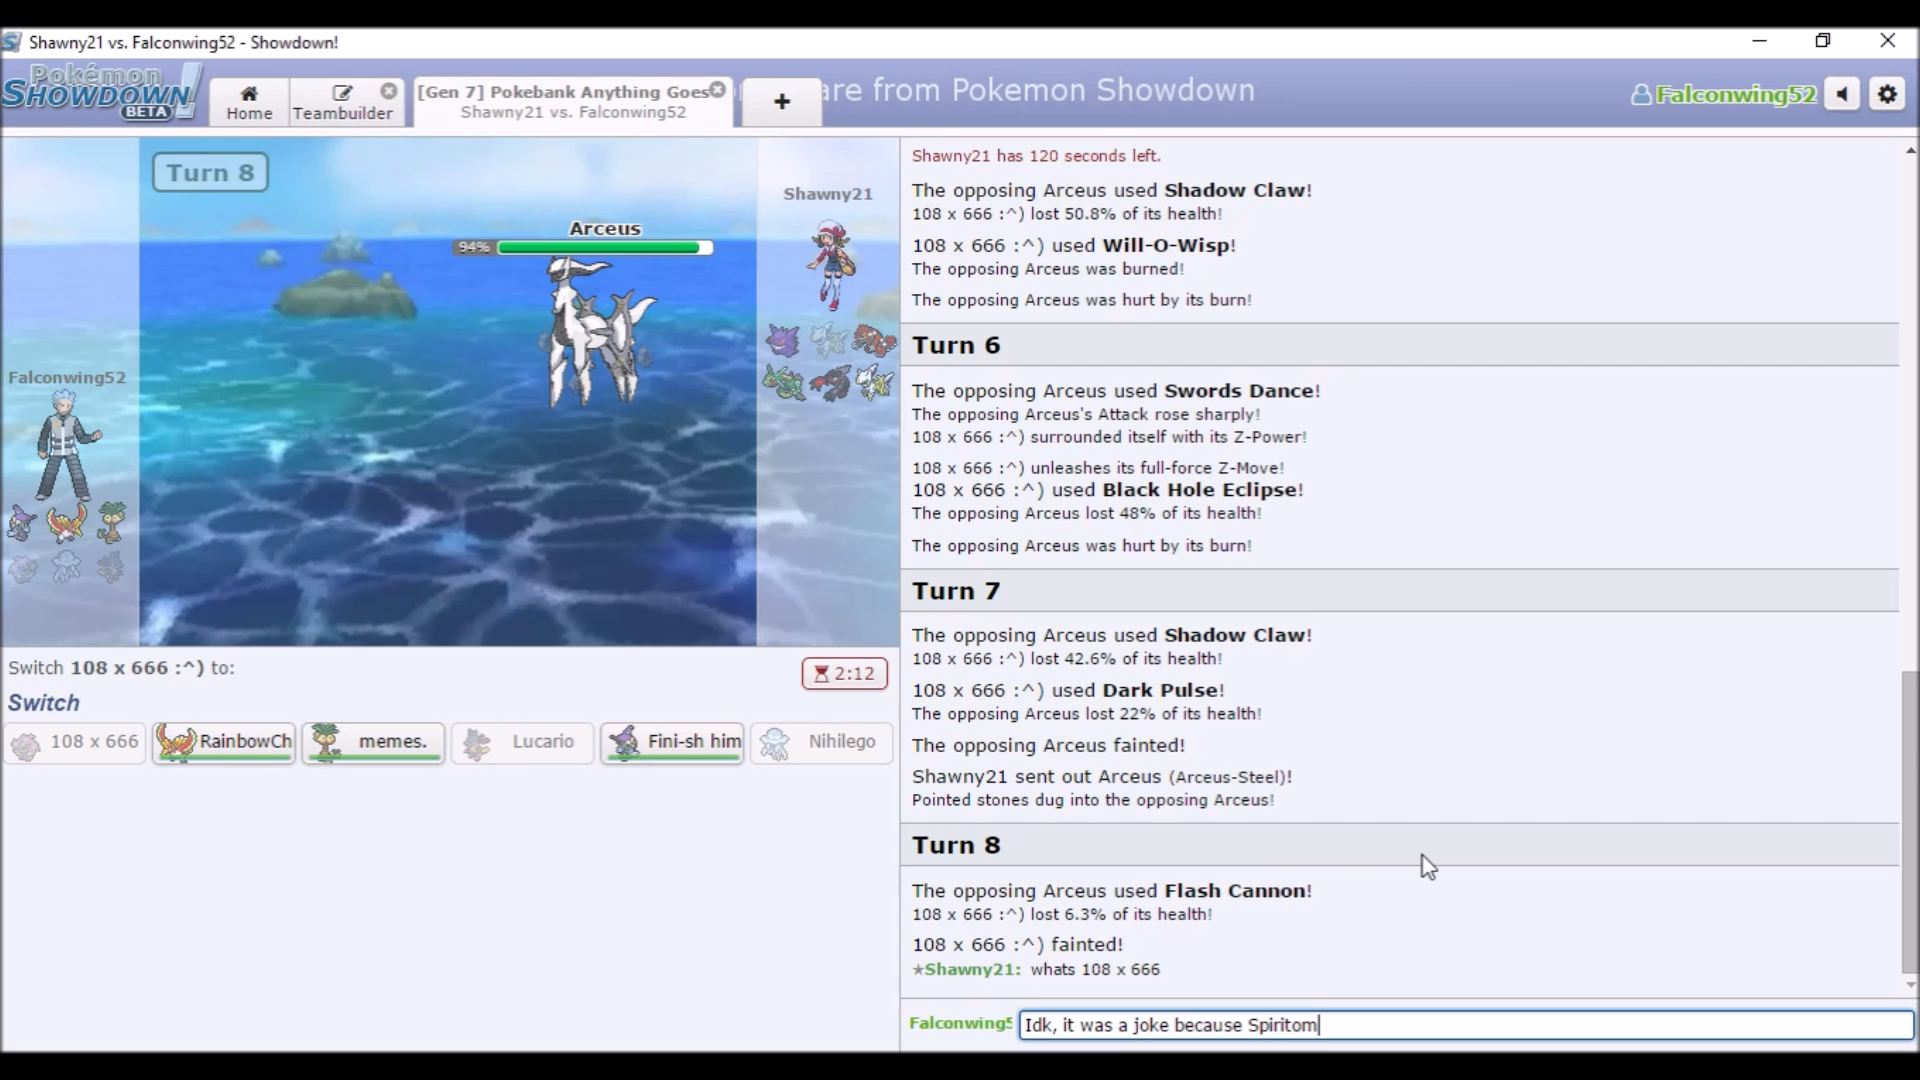 Shawny21 vs. Falconwing52 - Showdown!
Pokémon
SHOWDOWN!
BETA
Home
Teambuilder
[Gen 7] Pokebank Anything Goes
Shawny21 vs. Falconwing52
+
are from Pokemon Showdown
Falconwing52
Turn 8
Shawny21
Arceus
94%
Falconwing52
Switch 108 x 666 :^) to:
2:12
Switch
108 x 666
RainbowCh
memes.
Lucario
Fini-sh him
Nihilego
Shawny21 has 120 seconds left.
The opposing Arceus used Shadow Claw!
108 x 666 :^) lost 50.8% of its health!
108 x 666 :^) used Will-O-Wisp!
The opposing Arceus was burned!
The opposing Arceus was hurt by its burn!
Turn 6
The opposing Arceus used Swords Dance!
The opposing Arceus's Attack rose sharply!
108 x 666 :^) surrounded itself with its Z-Power!
108 x 666 :^) unleashes its full-force Z-Move!
108 x 666 :^) used Black Hole Eclipse!
The opposing Arceus lost 48% of its health!
The opposing Arceus was hurt by its burn!
Turn 7
The opposing Arceus used Shadow Claw!
108 x 666 :^) lost 42.6% of its health!
108 x 666 :^) used Dark Pulse!
The opposing Arceus lost 22% of its health!
The opposing Arceus fainted!
Shawny21 sent out Arceus (Arceus-Steel)!
Pointed stones dug into the opposing Arceus!
Turn 8
The opposing Arceus used Flash Cannon!
108 x 666 :^) lost 6.3% of its health!
108 x 666 :^) fainted!
★Shawny21: whats 108 x 666
Falconwing5
Idk, it was a joke because Spiritom